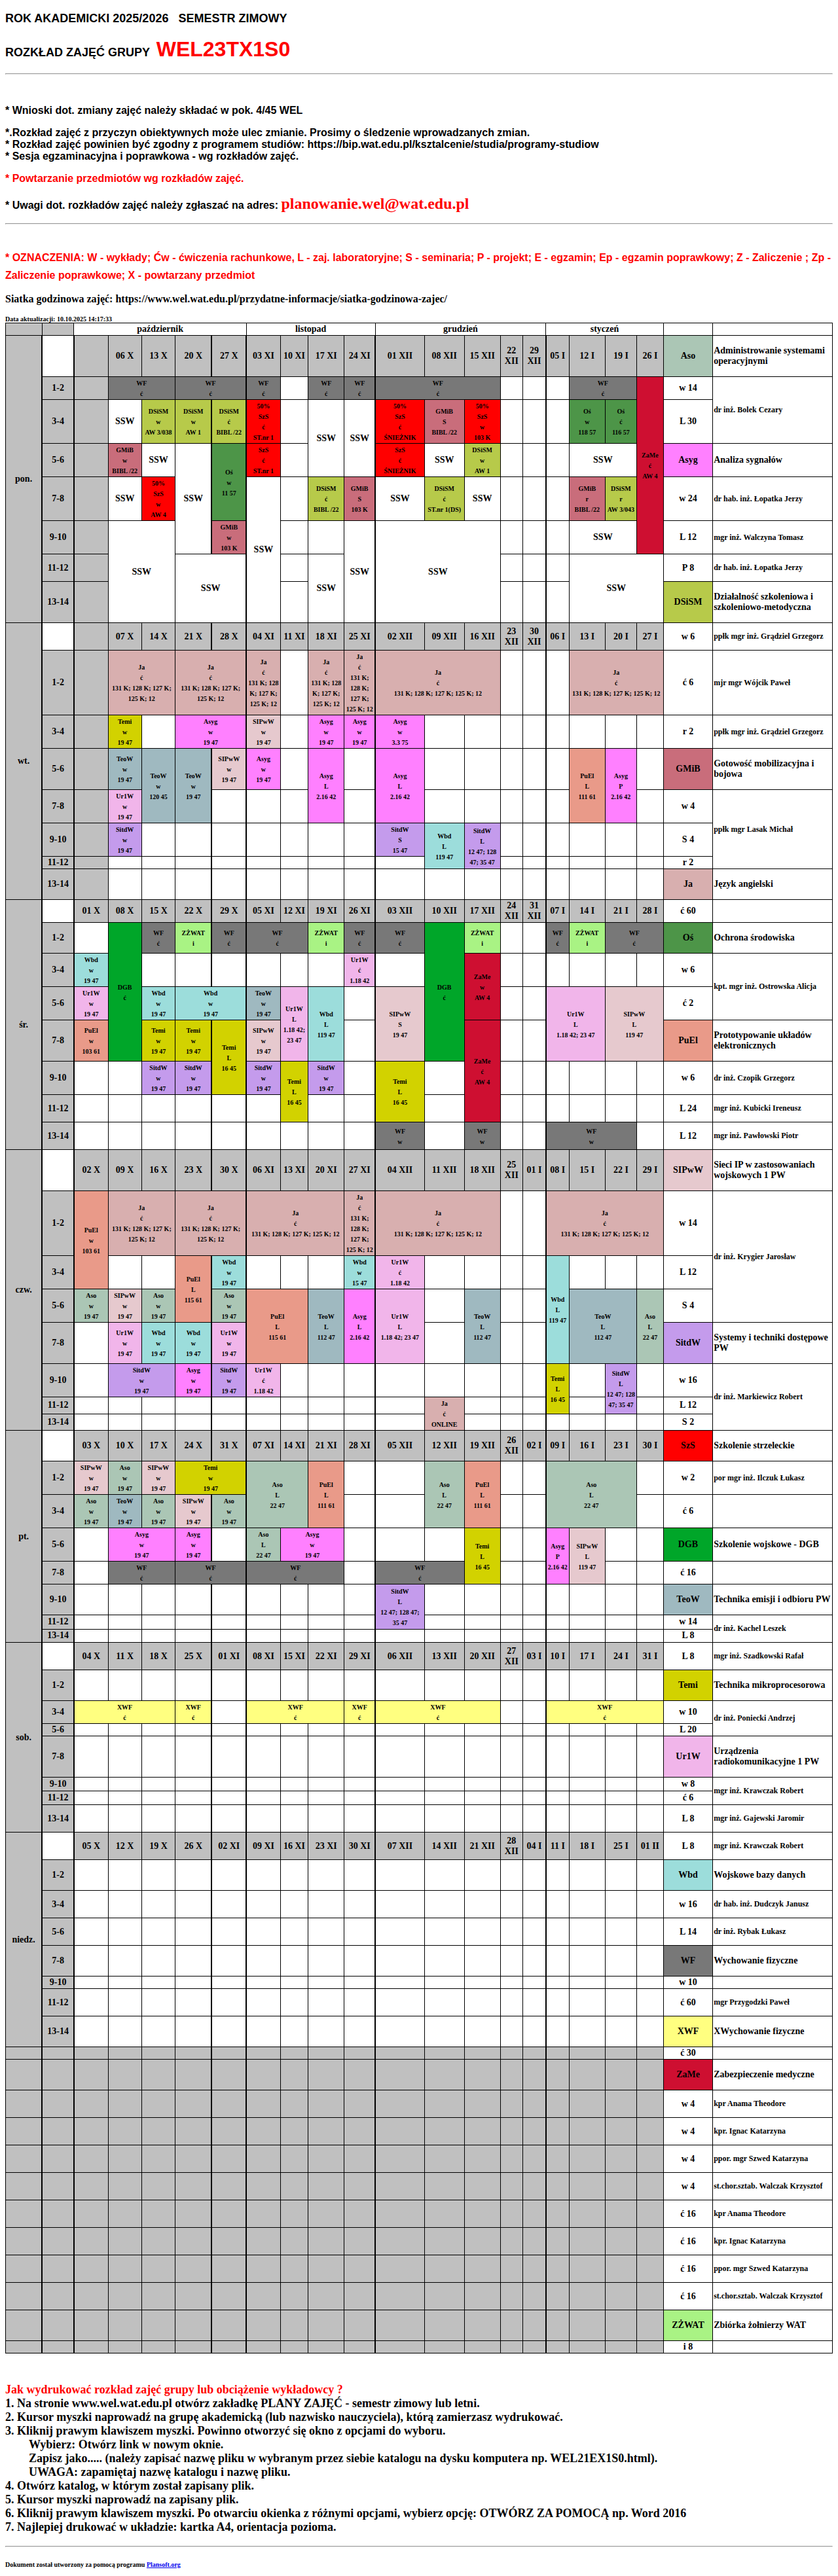 ROK AKADEMICKI 2025/2026 SEMESTR ZIMOWY
ROZKŁAD ZAJĘĆ GRUPY WEL23TX1S0
* Wnioski dot. zmiany zajęć należy składać w pok. 4/45 WEL
*.Rozkład zajęć z przyczyn obiektywnych może ulec zmianie. Prosimy o śledzenie wprowadzanych zmian.
* Rozkład zajęć powinien być zgodny z programem studiów: https://bip.wat.edu.pl/ksztalcenie/studia/programy-studiow
* Sesja egzaminacyjna i poprawkowa - wg rozkładów zajęć.
* Powtarzanie przedmiotów wg rozkładów zajęć.
* Uwagi dot. rozkładów zajęć należy zgłaszać na adres: planowanie.wel@wat.edu.pl
* OZNACZENIA: W - wykłady; Ćw - ćwiczenia rachunkowe, L - zaj. laboratoryjne; S - seminaria; P - projekt; E - egzamin; Ep - egzamin poprawkowy; Z - Zaliczenie ; Zp -
Zaliczenie poprawkowe; X - powtarzany przedmiot
Siatka godzinowa zajęć: https://www.wel.wat.edu.pl/przydatne-informacje/siatka-godzinowa-zajec/
Data aktualizacji: 10.10.2025 14:17:33
październik listopad grudzień styczeń
pon. 06 X 13 X 20 X 27 X 03 XI 10 XI 17 XI 24 XI 01 XII 08 XII 15 XII 22 XII 29 XII 05 I 12 I 19 I 26 I Aso Administrowanie systemami operacyjnymi
1-2 WF ć WF ć WF ć WF ć WF ć WF ć WF ć w 14 dr inż. Bolek Cezary
3-4 SSW DSiSM w AW 3/038 DSiSM w AW 1 DSiSM ć BIBL /22 50% SzS ć ST.nr 1 SSW SSW 50% SzS ć ŚNIEŻNIK GMiB S BIBL /22 50% SzS w 103 K Oś w 118 57 Oś ć 116 57 ZaMe ć AW 4 L 30
5-6 GMiB w BIBL /22 SSW SSW Oś w 11 57 SzS ć ST.nr 1 SzS ć ŚNIEŻNIK SSW DSiSM w AW 1 SSW Asyg Analiza sygnałów
7-8 SSW 50% SzS w AW 4 SSW DSiSM ć BIBL /22 GMiB S 103 K SSW DSiSM ć ST.nr 1(DS) SSW GMiB r BIBL /22 DSiSM r AW 3/043 w 24 dr hab. inż. Łopatka Jerzy
9-10 SSW GMiB w 103 K SSW SSW SSW L 12 mgr inż. Walczyna Tomasz
11-12 SSW SSW SSW P 8 dr hab. inż. Łopatka Jerzy
13-14 DSiSM Działalność szkoleniowa i szkoleniowo-metodyczna
wt. 07 X 14 X 21 X 28 X 04 XI 11 XI 18 XI 25 XI 02 XII 09 XII 16 XII 23 XII 30 XII 06 I 13 I 20 I 27 I w 6 ppłk mgr inż. Grądziel Grzegorz
1-2 Ja ć 131 K; 128 K; 127 K; 125 K; 12 Ja ć 131 K; 128 K; 127 K; 125 K; 12 Ja ć 131 K; 128 K; 127 K; 125 K; 12 Ja ć 131 K; 128 K; 127 K; 125 K; 12 Ja ć 131 K; 128 K; 127 K; 125 K; 12 Ja ć 131 K; 128 K; 127 K; 125 K; 12 Ja ć 131 K; 128 K; 127 K; 125 K; 12 ć 6 mjr mgr Wójcik Paweł
3-4 Temi w 19 47 Asyg w 19 47 SIPwW w 19 47 Asyg w 19 47 Asyg w 19 47 Asyg w 3.3 75 r 2 ppłk mgr inż. Grądziel Grzegorz
5-6 TeoW w 19 47 TeoW w 120 45 TeoW w 19 47 SIPwW w 19 47 Asyg w 19 47 Asyg L 2.16 42 Asyg L 2.16 42 PuEl L 111 61 Asyg P 2.16 42 GMiB Gotowość mobilizacyjna i bojowa
7-8 Ur1W w 19 47 w 4 ppłk mgr Lasak Michał
9-10 SitdW w 19 47 SitdW S 15 47 Wbd L 119 47 SitdW L 12 47; 128 47; 35 47 S 4
11-12 r 2
13-14 Ja Język angielski
śr. 01 X 08 X 15 X 22 X 29 X 05 XI 12 XI 19 XI 26 XI 03 XII 10 XII 17 XII 24 XII 31 XII 07 I 14 I 21 I 28 I ć 60
1-2 DGB ć WF ć ZŻWAT i WF ć WF ć ZŻWAT i WF ć WF ć DGB ć ZŻWAT i WF ć ZŻWAT i WF ć Oś Ochrona środowiska
3-4 Wbd w 19 47 Ur1W ć 1.18 42 ZaMe w AW 4 w 6 kpt. mgr inż. Ostrowska Alicja
5-6 Ur1W w 19 47 Wbd w 19 47 Wbd w 19 47 TeoW w 19 47 Ur1W L 1.18 42; 23 47 Wbd L 119 47 SIPwW S 19 47 Ur1W L 1.18 42; 23 47 SIPwW L 119 47 ć 2
7-8 PuEl w 103 61 Temi w 19 47 Temi w 19 47 Temi L 16 45 SIPwW w 19 47 ZaMe ć AW 4 PuEl Prototypowanie układów elektronicznych
9-10 SitdW w 19 47 SitdW w 19 47 SitdW w 19 47 Temi L 16 45 SitdW w 19 47 Temi L 16 45 w 6 dr inż. Czopik Grzegorz
11-12 L 24 mgr inż. Kubicki Ireneusz
13-14 WF w WF w WF w L 12 mgr inż. Pawłowski Piotr
czw. 02 X 09 X 16 X 23 X 30 X 06 XI 13 XI 20 XI 27 XI 04 XII 11 XII 18 XII 25 XII 01 I 08 I 15 I 22 I 29 I SIPwW Sieci IP w zastosowaniach wojskowych 1 PW
1-2 PuEl w 103 61 Ja ć 131 K; 128 K; 127 K; 125 K; 12 Ja ć 131 K; 128 K; 127 K; 125 K; 12 Ja ć 131 K; 128 K; 127 K; 125 K; 12 Ja ć 131 K; 128 K; 127 K; 125 K; 12 Ja ć 131 K; 128 K; 127 K; 125 K; 12 Ja ć 131 K; 128 K; 127 K; 125 K; 12 w 14 dr inż. Krygier Jarosław
3-4 PuEl L 115 61 Wbd w 19 47 Wbd w 15 47 Ur1W ć 1.18 42 Wbd L 119 47 L 12
5-6 Aso w 19 47 SIPwW w 19 47 Aso w 19 47 Aso w 19 47 PuEl L 115 61 TeoW L 112 47 Asyg L 2.16 42 Ur1W L 1.18 42; 23 47 TeoW L 112 47 TeoW L 112 47 Aso L 22 47 S 4
7-8 Ur1W w 19 47 Wbd w 19 47 Wbd w 19 47 Ur1W w 19 47 SitdW Systemy i techniki dostępowe PW
9-10 SitdW w 19 47 Asyg w 19 47 SitdW w 19 47 Ur1W ć 1.18 42 Temi L 16 45 SitdW L 12 47; 128 47; 35 47 w 16 dr inż. Markiewicz Robert
11-12 Ja ć ONLINE L 12
13-14 S 2
pt. 03 X 10 X 17 X 24 X 31 X 07 XI 14 XI 21 XI 28 XI 05 XII 12 XII 19 XII 26 XII 02 I 09 I 16 I 23 I 30 I SzS Szkolenie strzeleckie
1-2 SIPwW w 19 47 Aso w 19 47 SIPwW w 19 47 Temi w 19 47 Aso L 22 47 PuEl L 111 61 Aso L 22 47 PuEl L 111 61 Aso L 22 47 w 2 por mgr inż. Ilczuk Łukasz
3-4 Aso w 19 47 TeoW w 19 47 Aso w 19 47 SIPwW w 19 47 Aso w 19 47 ć 6
5-6 Asyg w 19 47 Asyg w 19 47 Aso L 22 47 Asyg w 19 47 Temi L 16 45 Asyg P 2.16 42 SIPwW L 119 47 DGB Szkolenie wojskowe - DGB
7-8 WF ć WF ć WF ć WF ć ć 16
9-10 SitdW L 12 47; 128 47; 35 47 TeoW Technika emisji i odbioru PW
11-12 w 14 dr inż. Kachel Leszek
13-14 L 8
sob. 04 X 11 X 18 X 25 X 01 XI 08 XI 15 XI 22 XI 29 XI 06 XII 13 XII 20 XII 27 XII 03 I 10 I 17 I 24 I 31 I L 8 mgr inż. Szadkowski Rafał
1-2 Temi Technika mikroprocesorowa
3-4 XWF ć XWF ć XWF ć XWF ć XWF ć XWF ć w 10 dr inż. Poniecki Andrzej
5-6 L 20
7-8 Ur1W Urządzenia radiokomunikacyjne 1 PW
9-10 w 8 mgr inż. Krawczak Robert
11-12 ć 6
13-14 L 8 mgr inż. Gajewski Jaromir
niedz. 05 X 12 X 19 X 26 X 02 XI 09 XI 16 XI 23 XI 30 XI 07 XII 14 XII 21 XII 28 XII 04 I 11 I 18 I 25 I 01 II L 8 mgr inż. Krawczak Robert
1-2 Wbd Wojskowe bazy danych
3-4 w 16 dr hab. inż. Dudczyk Janusz
5-6 L 14 dr inż. Rybak Łukasz
7-8 WF Wychowanie fizyczne
9-10 w 10
11-12 ć 60 mgr Przygodzki Paweł
13-14 XWF XWychowanie fizyczne
ć 30
ZaMe Zabezpieczenie medyczne
w 4 kpr Anama Theodore
w 4 kpr. Ignac Katarzyna
w 4 ppor. mgr Szwed Katarzyna
w 4 st.chor.sztab. Walczak Krzysztof
ć 16 kpr Anama Theodore
ć 16 kpr. Ignac Katarzyna
ć 16 ppor. mgr Szwed Katarzyna
ć 16 st.chor.sztab. Walczak Krzysztof
ZŻWAT Zbiórka żołnierzy WAT
i 8
Jak wydrukować rozkład zajęć grupy lub obciążenie wykładowcy ?
1. Na stronie www.wel.wat.edu.pl otwórz zakładkę PLANY ZAJĘĆ - semestr zimowy lub letni.
2. Kursor myszki naprowadź na grupę akademicką (lub nazwisko nauczyciela), którą zamierzasz wydrukować.
3. Kliknij prawym klawiszem myszki. Powinno otworzyć się okno z opcjami do wyboru.
Wybierz: Otwórz link w nowym oknie.
Zapisz jako..... (należy zapisać nazwę pliku w wybranym przez siebie katalogu na dysku komputera np. WEL21EX1S0.html).
UWAGA: zapamiętaj nazwę katalogu i nazwę pliku.
4. Otwórz katalog, w którym został zapisany plik.
5. Kursor myszki naprowadź na zapisany plik.
6. Kliknij prawym klawiszem myszki. Po otwarciu okienka z różnymi opcjami, wybierz opcję: OTWÓRZ ZA POMOCĄ np. Word 2016
7. Najlepiej drukować w układzie: kartka A4, orientacja pozioma.
Dokument został utworzony za pomocą programu Plansoft.org